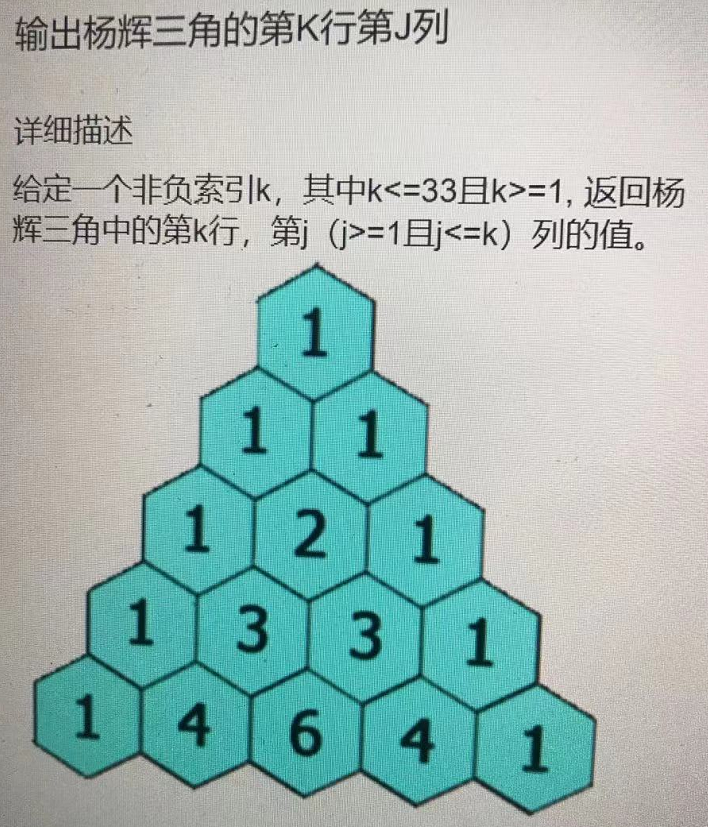 输出杨辉三角的第K行第J列
详细描述
给定一个非负索引k，其中k<=33且k>=1, 返回杨
辉三角中的第k行，第j（j>=1且j<=k）列的值。
1
1 1
1 2 1
1 3 3 1
1 4 6 4 1